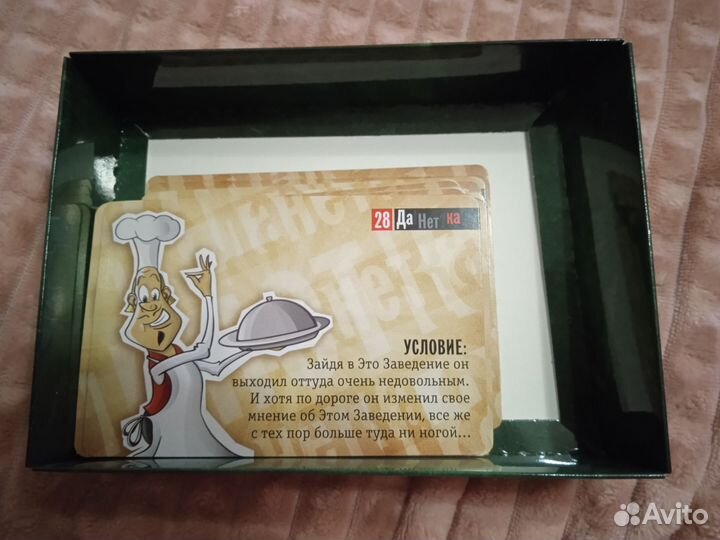 28 Да Нет ка
УСЛОВИЕ:
Зайдя в Это Заведение он
выходил оттуда очень недовольным.
И хотя по дороге он изменил свое
мнение об Этом Заведении, все же
с тех пор больше туда ни ногой...
Avito